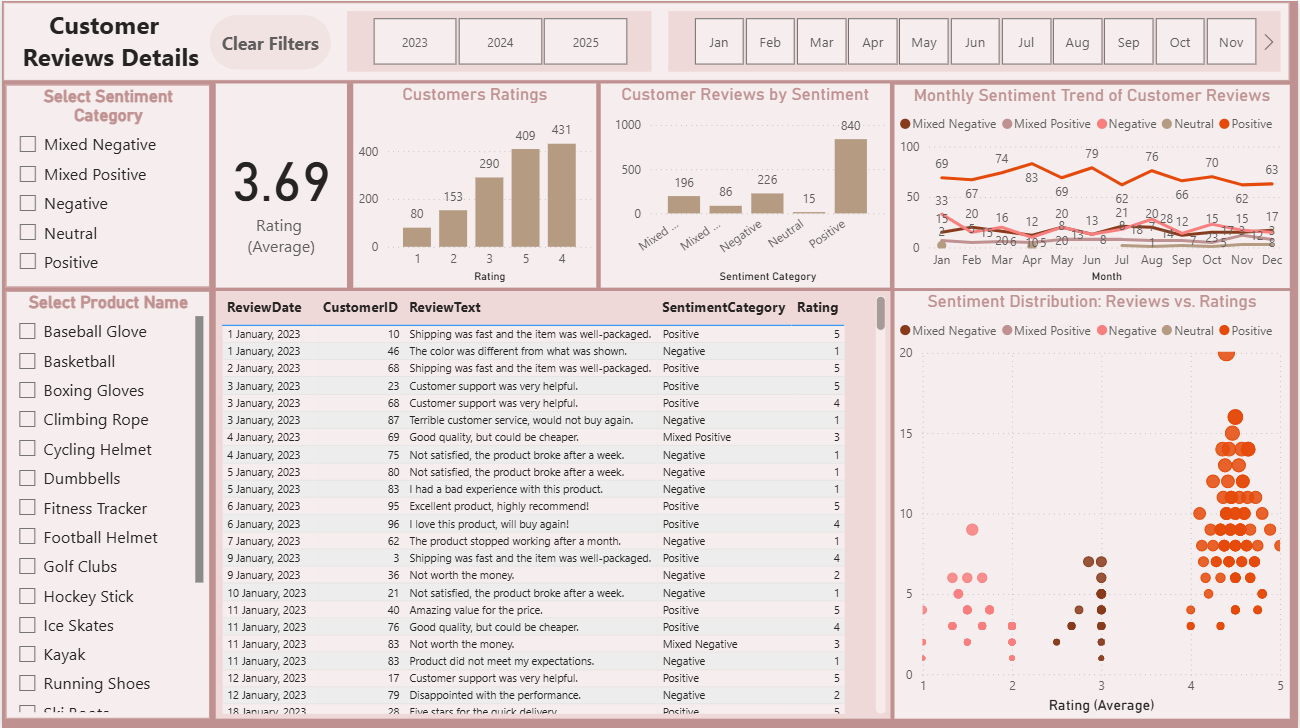 Customer
Reviews Details
Clear Filters
2023
2024
2025
Jan
Feb
Mar
Apr
May
Jun
Jul
Aug
Sep
Oct
Nov
Select Sentiment
Category
Mixed Negative
Mixed Positive
Negative
Neutral
Positive
3.69
Rating
(Average)
Customers Ratings
400
200
0
80
153
290
409
431
1
2
3
5
4
Rating
Customer Reviews by Sentiment
1000
500
0
196
86
226
15
840
Mixed ...
Mixed ...
Negative
Neutral
Positive
Sentiment Category
Monthly Sentiment Trend of Customer Reviews
Mixed Negative
Mixed Positive
Negative
Neutral
Positive
100
50
0
69
67
74
83
69
79
62
76
66
70
62
63
33
20
16
12
20
13
21
20
28
12
15
15
17
15
Jan
Feb
Mar
Apr
May
Jun
Jul
Aug
Sep
Oct
Nov
Dec
Month
Select Product Name
Baseball Glove
Basketball
Boxing Gloves
Climbing Rope
Cycling Helmet
Dumbbells
Fitness Tracker
Football Helmet
Golf Clubs
Hockey Stick
Ice Skates
Kayak
Running Shoes
Ski Boots
ReviewDate CustomerID ReviewText SentimentCategory Rating
1 January, 2023 10 Shipping was fast and the item was well-packaged. Positive 5
1 January, 2023 46 The color was different from what was shown. Negative 1
2 January, 2023 68 Shipping was fast and the item was well-packaged. Positive 5
3 January, 2023 23 Customer support was very helpful. Positive 5
3 January, 2023 68 Customer support was very helpful. Positive 4
3 January, 2023 87 Terrible customer service, would not buy again. Negative 1
4 January, 2023 69 Good quality, but could be cheaper. Mixed Positive 3
4 January, 2023 75 Not satisfied, the product broke after a week. Negative 1
5 January, 2023 80 Not satisfied, the product broke after a week. Negative 1
5 January, 2023 83 I had a bad experience with this product. Negative 1
6 January, 2023 95 Excellent product, highly recommend! Positive 5
6 January, 2023 96 I love this product, will buy again! Positive 4
7 January, 2023 62 The product stopped working after a month. Negative 1
9 January, 2023 3 Shipping was fast and the item was well-packaged. Positive 4
9 January, 2023 36 Not worth the money. Negative 2
10 January, 2023 21 Not satisfied, the product broke after a week. Negative 1
11 January, 2023 40 Amazing value for the price. Positive 5
11 January, 2023 76 Good quality, but could be cheaper. Positive 4
11 January, 2023 83 Not worth the money. Mixed Negative 3
11 January, 2023 83 Product did not meet my expectations. Negative 1
12 January, 2023 17 Customer support was very helpful. Positive 5
12 January, 2023 79 Disappointed with the performance. Negative 2
18 January, 2023 28 Five stars for the quick delivery. Positive 5
Sentiment Distribution: Reviews vs. Ratings
Mixed Negative
Mixed Positive
Negative
Neutral
Positive
20
15
10
5
0
1
2
3
4
5
Rating (Average)